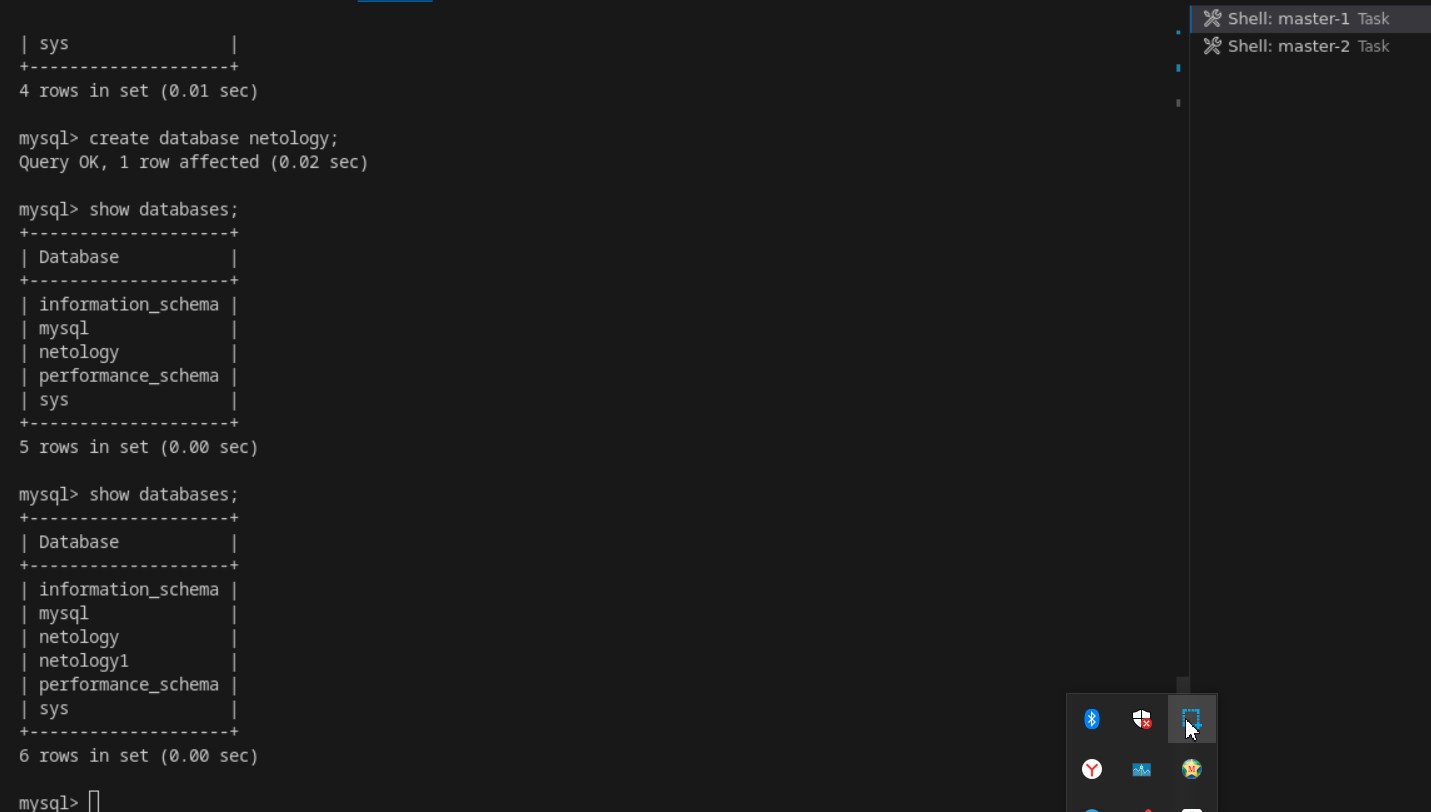 | sys                |
+--------------------+
4 rows in set (0.01 sec)
mysql> create database netology;
Query OK, 1 row affected (0.02 sec)
mysql> show databases;
+--------------------+
| Database           |
+--------------------+
| information_schema |
| mysql              |
| netology           |
| performance_schema |
| sys                |
+--------------------+
5 rows in set (0.00 sec)
mysql> show databases;
+--------------------+
| Database           |
+--------------------+
| information_schema |
| mysql              |
| netology           |
| netology1          |
| performance_schema |
| sys                |
+--------------------+
6 rows in set (0.00 sec)
mysql>
Shell: master-1 Task
Shell: master-2 Task